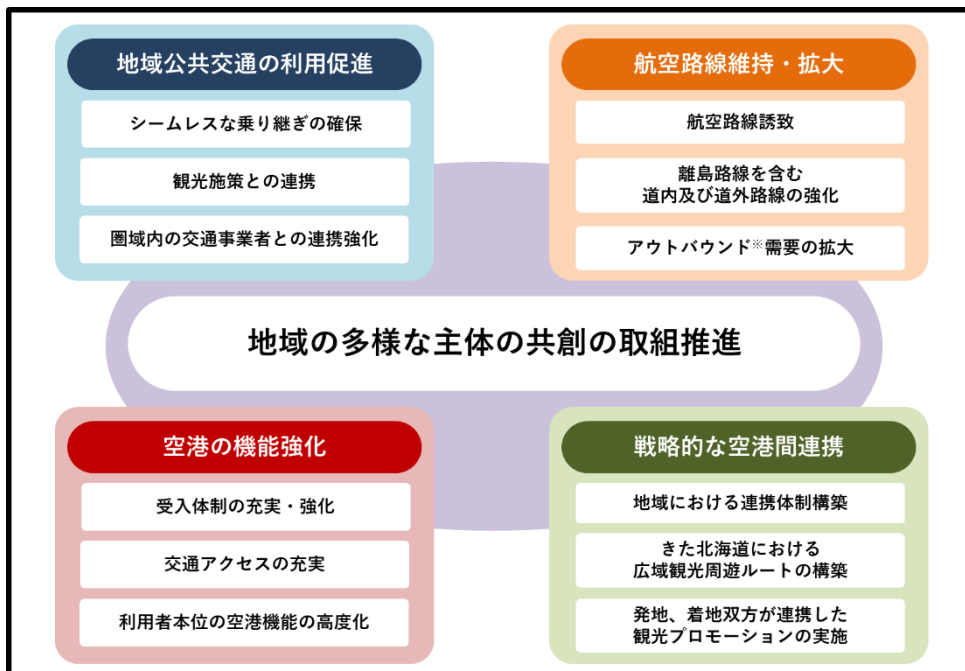 地域公共交通の利用促進
シームレスな乗り継ぎの確保
観光施策との連携
圏域内の交通事業者との連携強化
航空路線維持・拡大
航空路線誘致
離島路線を含む
道内及び道外路線の強化
アウトバウンド※需要の拡大
地域の多様な主体の共創の取組推進
空港の機能強化
受入体制の充実・強化
交通アクセスの充実
利用者本位の空港機能の高度化
戦略的な空港間連携
地域における連携体制構築
きた北海道における
広域観光周遊ルートの構築
発地、着地双方が連携した
観光プロモーションの実施